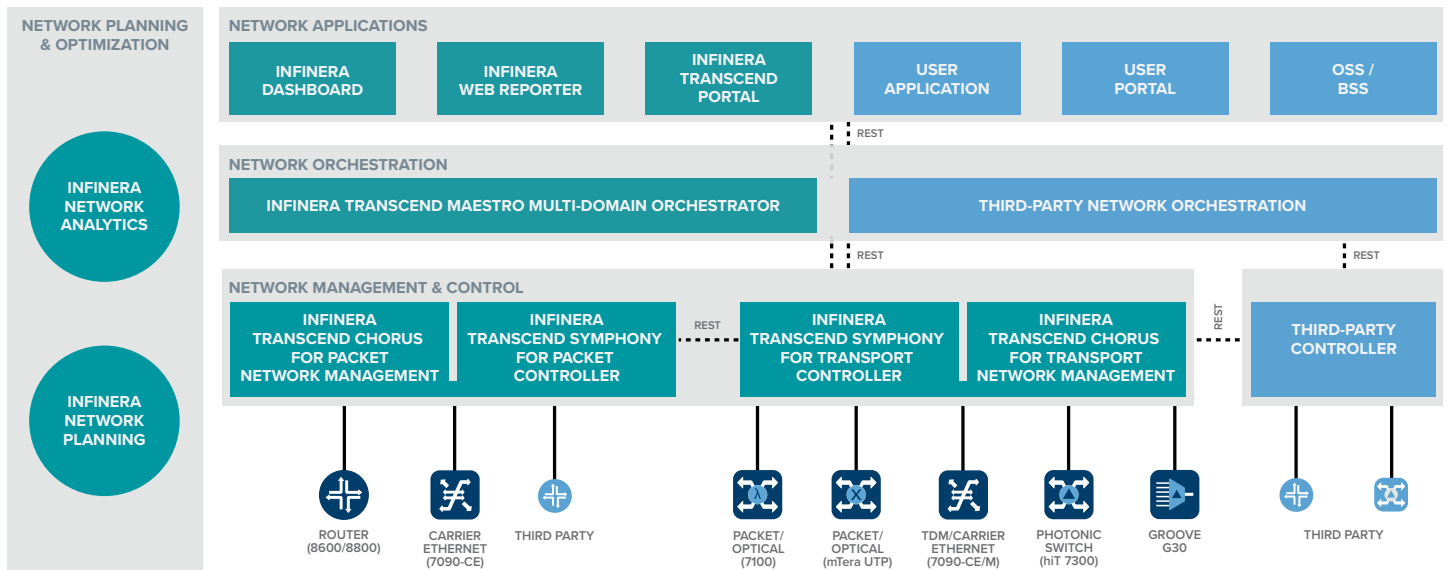 NETWORK PLANNING
& OPTIMIZATION
INFINERA
NETWORK
ANALYTICS
INFINERA
NETWORK
PLANNING
NETWORK APPLICATIONS
INFINERA
DASHBOARD
INFINERA
WEB REPORTER
INFINERA
TRANSCEND
PORTAL
USER
APPLICATION
USER
PORTAL
OSS /
BSS
REST
NETWORK ORCHESTRATION
INFINERA TRANSCEND MAESTRO MULTI-DOMAIN ORCHESTRATOR
THIRD-PARTY NETWORK ORCHESTRATION
REST
REST
NETWORK MANAGEMENT & CONTROL
INFINERA
TRANSCEND CHORUS
FOR PACKET
NETWORK MANAGEMENT
INFINERA
TRANSCEND SYMPHONY
FOR PACKET
CONTROLLER
REST
INFINERA
TRANSCEND SYMPHONY
FOR TRANSPORT
CONTROLLER
INFINERA
TRANSCEND CHORUS
FOR TRANSPORT
NETWORK MANAGEMENT
REST
THIRD-PARTY
CONTROLLER
ROUTER
(8600/8800)
CARRIER
ETHERNET
(7090-CE)
THIRD PARTY
λ
PACKET/
OPTICAL
(7100)
PACKET/
OPTICAL
(mTera UTP)
TDM/CARRIER
ETHERNET
(7090-CE/M)
PHOTONIC
SWITCH
(hiT 7300)
GROOVE
G30
THIRD PARTY